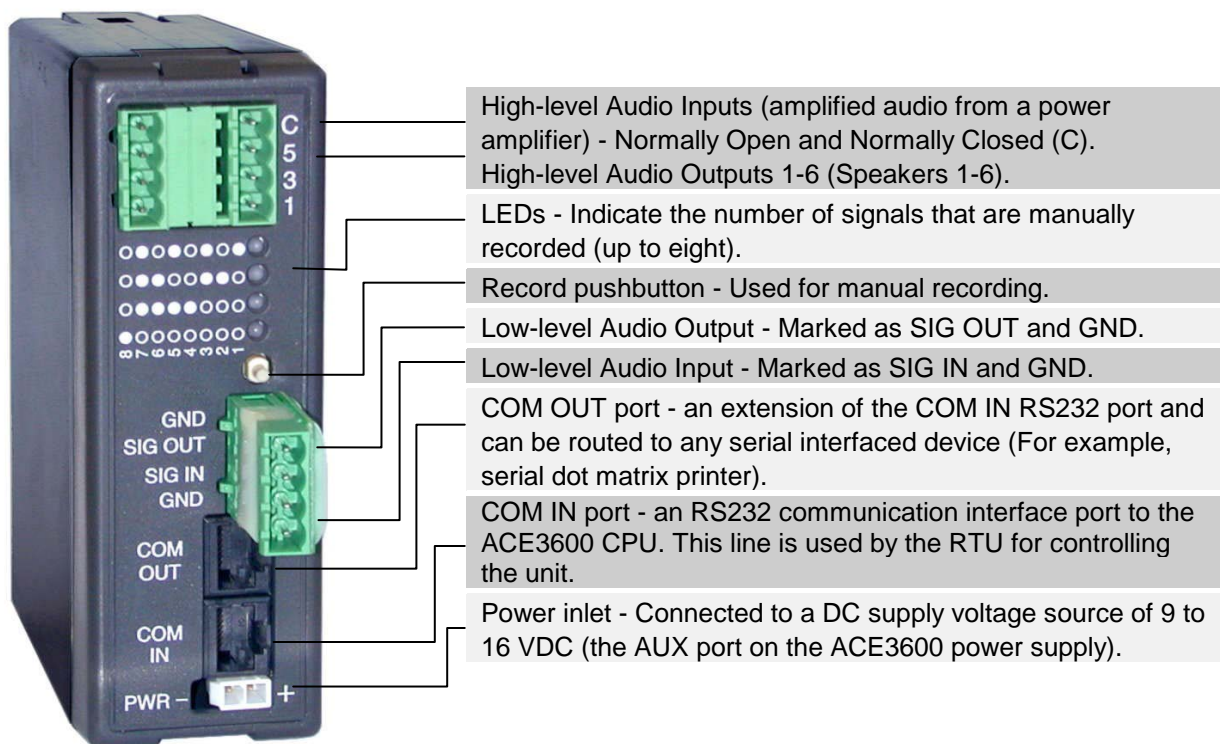 C
5
3
1
8 7 6 5 4 3 2 1
GND
SIG OUT
SIG IN
GND
COM
OUT
COM
IN
PWR − +
High-level Audio Inputs (amplified audio from a power
amplifier) - Normally Open and Normally Closed (C).
High-level Audio Outputs 1-6 (Speakers 1-6).
LEDs - Indicate the number of signals that are manually
recorded (up to eight).
Record pushbutton - Used for manual recording.
Low-level Audio Output - Marked as SIG OUT and GND.
Low-level Audio Input - Marked as SIG IN and GND.
COM OUT port - an extension of the COM IN RS232 port and
can be routed to any serial interfaced device (For example,
serial dot matrix printer).
COM IN port - an RS232 communication interface port to the
ACE3600 CPU. This line is used by the RTU for controlling
the unit.
Power inlet - Connected to a DC supply voltage source of 9 to
16 VDC (the AUX port on the ACE3600 power supply).